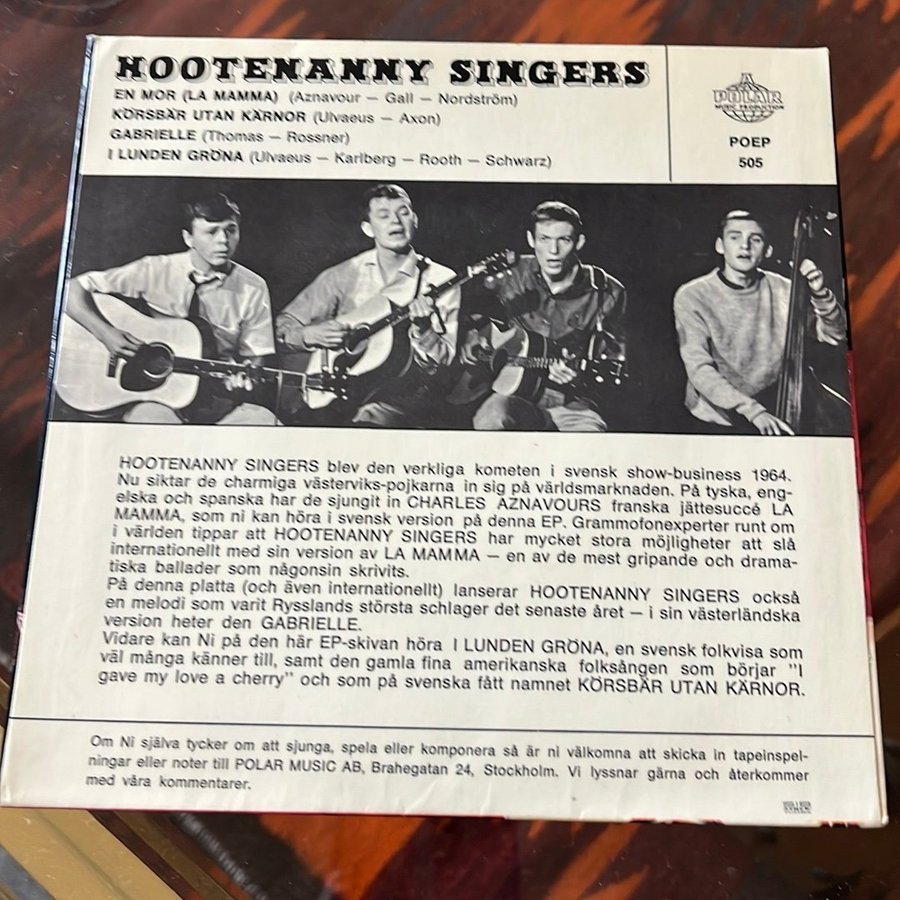 HOOTENANNY SINGERS
EN MOR (LA MAMMA) (Aznavour – Gall – Nordström)
KÖRSBÄR UTAN KÄRNOR (Ulvaeus – Axon)
GABRIELLE (Thomas – Rossner)
I LUNDEN GRÖNA (Ulvaeus – Karlberg – Rooth – Schwarz)
A
POLAR
MUSIC PRODUCTION
POEP
505
HOOTENANNY SINGERS blev den verkliga kometen i svensk show-business 1964.
Nu siktar de charmiga västerviks-pojkarna in sig på världsmarknaden. På tyska, eng-
elska och spanska har de sjungit in CHARLES AZNAVOURS franska jättesuccé LA
MAMMA, som ni kan höra i svensk version på denna EP. Grammofonexperter runt om
i världen tippar att HOOTENANNY SINGERS har mycket stora möjligheter att slå
internationellt med sin version av LA MAMMA – en av de mest gripande och drama-
tiska ballader som någonsin skrivits.
På denna platta (och även internationellt) lanserar HOOTENANNY SINGERS också
en melodi som varit Rysslands största schlager det senaste året – i sin västerländska
version heter den GABRIELLE.
Vidare kan Ni på den här EP-skivan höra I LUNDEN GRÖNA, en svensk folkvisa som
väl många känner till, samt den gamla fina amerikanska folksången som börjar "I
gave my love a cherry" och som på svenska fått namnet KÖRSBÄR UTAN KÄRNOR.
Om Ni själva tycker om att sjunga, spela eller komponera så är ni välkomna att skicka in tapeinspel-
ningar eller noter till POLAR MUSIC AB, Brahegatan 24, Stockholm. Vi lyssnar gärna och återkommer
med våra kommentarer.